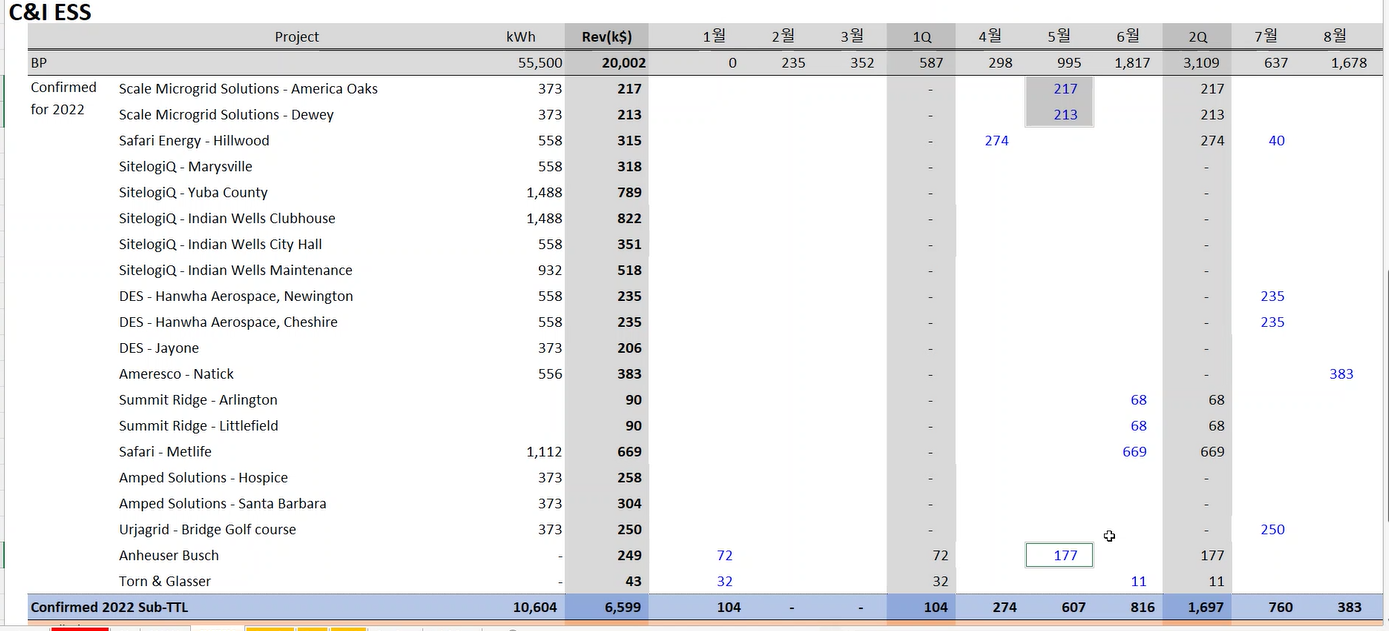 C&I ESS
Project kWh Rev(k$) 1월 2월 3월 1Q 4월 5월 6월 2Q 7월 8월
BP 55,500 20,002 0 235 352 587 298 995 1,817 3,109 637 1,678
Confirmed for 2022 Scale Microgrid Solutions - America Oaks 373 217 - 217 217
Scale Microgrid Solutions - Dewey 373 213 - 213 213
Safari Energy - Hillwood 558 315 - 274 274 40
SitelogiQ - Marysville 558 318 - -
SitelogiQ - Yuba County 1,488 789 - -
SitelogiQ - Indian Wells Clubhouse 1,488 822 - -
SitelogiQ - Indian Wells City Hall 558 351 - -
SitelogiQ - Indian Wells Maintenance 932 518 - -
DES - Hanwha Aerospace, Newington 558 235 - - 235
DES - Hanwha Aerospace, Cheshire 558 235 - - 235
DES - Jayone 373 206 - -
Ameresco - Natick 556 383 - - 383
Summit Ridge - Arlington 90 - 68 68
Summit Ridge - Littlefield 90 - 68 68
Safari - Metlife 1,112 669 - 669 669
Amped Solutions - Hospice 373 258 - -
Amped Solutions - Santa Barbara 373 304 - -
Urjagrid - Bridge Golf course 373 250 - - 250
Anheuser Busch - 249 72 72 177 177
Torn & Glasser - 43 32 32 11 11
Confirmed 2022 Sub-TTL 10,604 6,599 104 - - 104 274 607 816 1,697 760 383